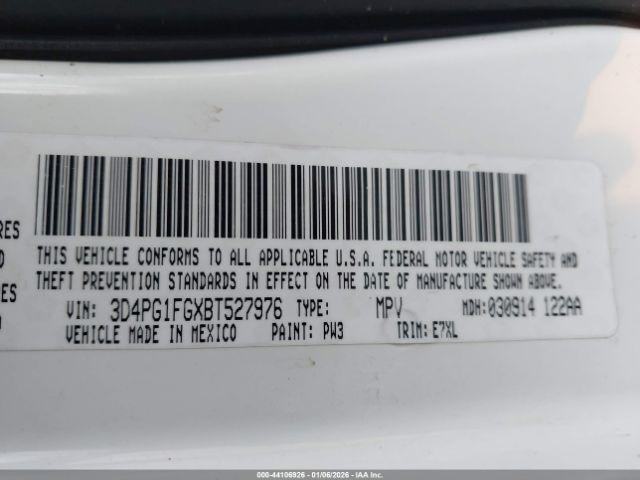 RES
THIS VEHICLE CONFORMS TO ALL APPLICABLE U.S.A. FEDERAL MOTOR VEHICLE SAFETY AND
THEFT PREVENTION STANDARDS IN EFFECT ON THE DATE OF MANUFACTURE SHOWN ABOVE.
ES
VIN: 3D4PG1FGXBT527976 TYPE: MPV MDH:030914 122AA
VEHICLE MADE IN MEXICO PAINT: PW3 TRIM: E7XL
000-44106926 - 01/06/2026 - IAA Inc.